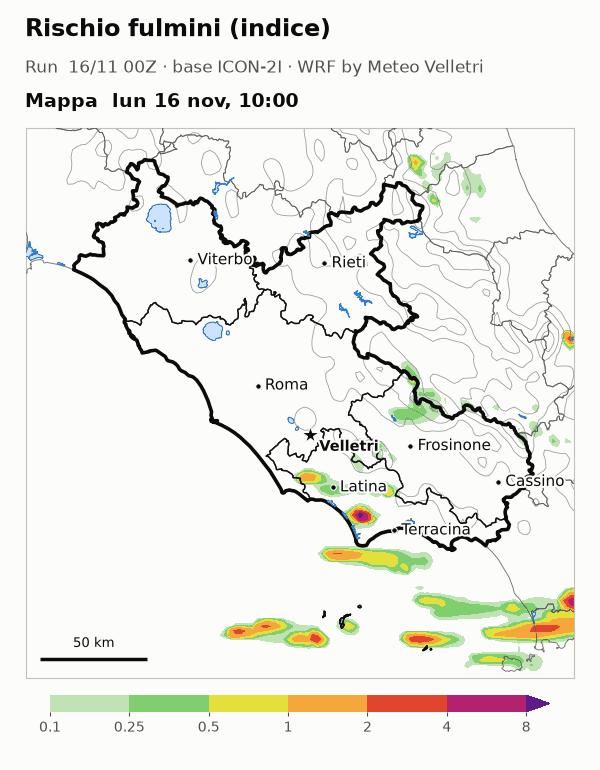 Rischio fulmini (indice)
Run  16/11 00Z · base ICON-2I · WRF by Meteo Velletri
Mappa  lun 16 nov, 10:00
Viterbo
Rieti
Roma
Velletri
Frosinone
Latina
Cassino
Terracina
50 km
0.1 0.25 0.5 1 2 4 8